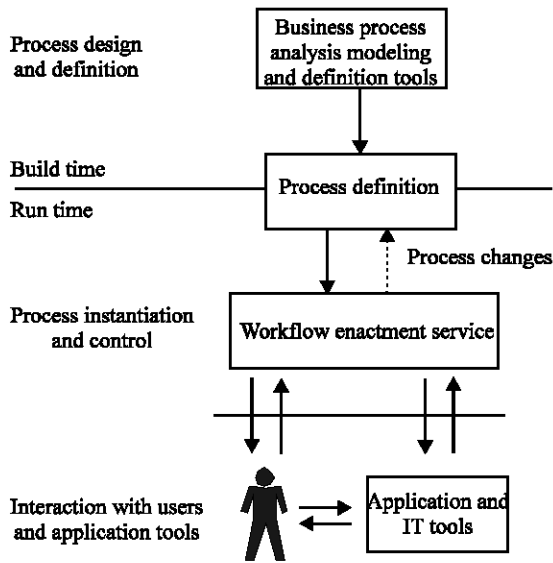 Process design
and definition
Business process
analysis modeling
and definition tools
Build time
Process definition
Run time
Process changes
Process instantiation
and control
Workflow enactment service
Interaction with users
and application tools
Application and
IT tools